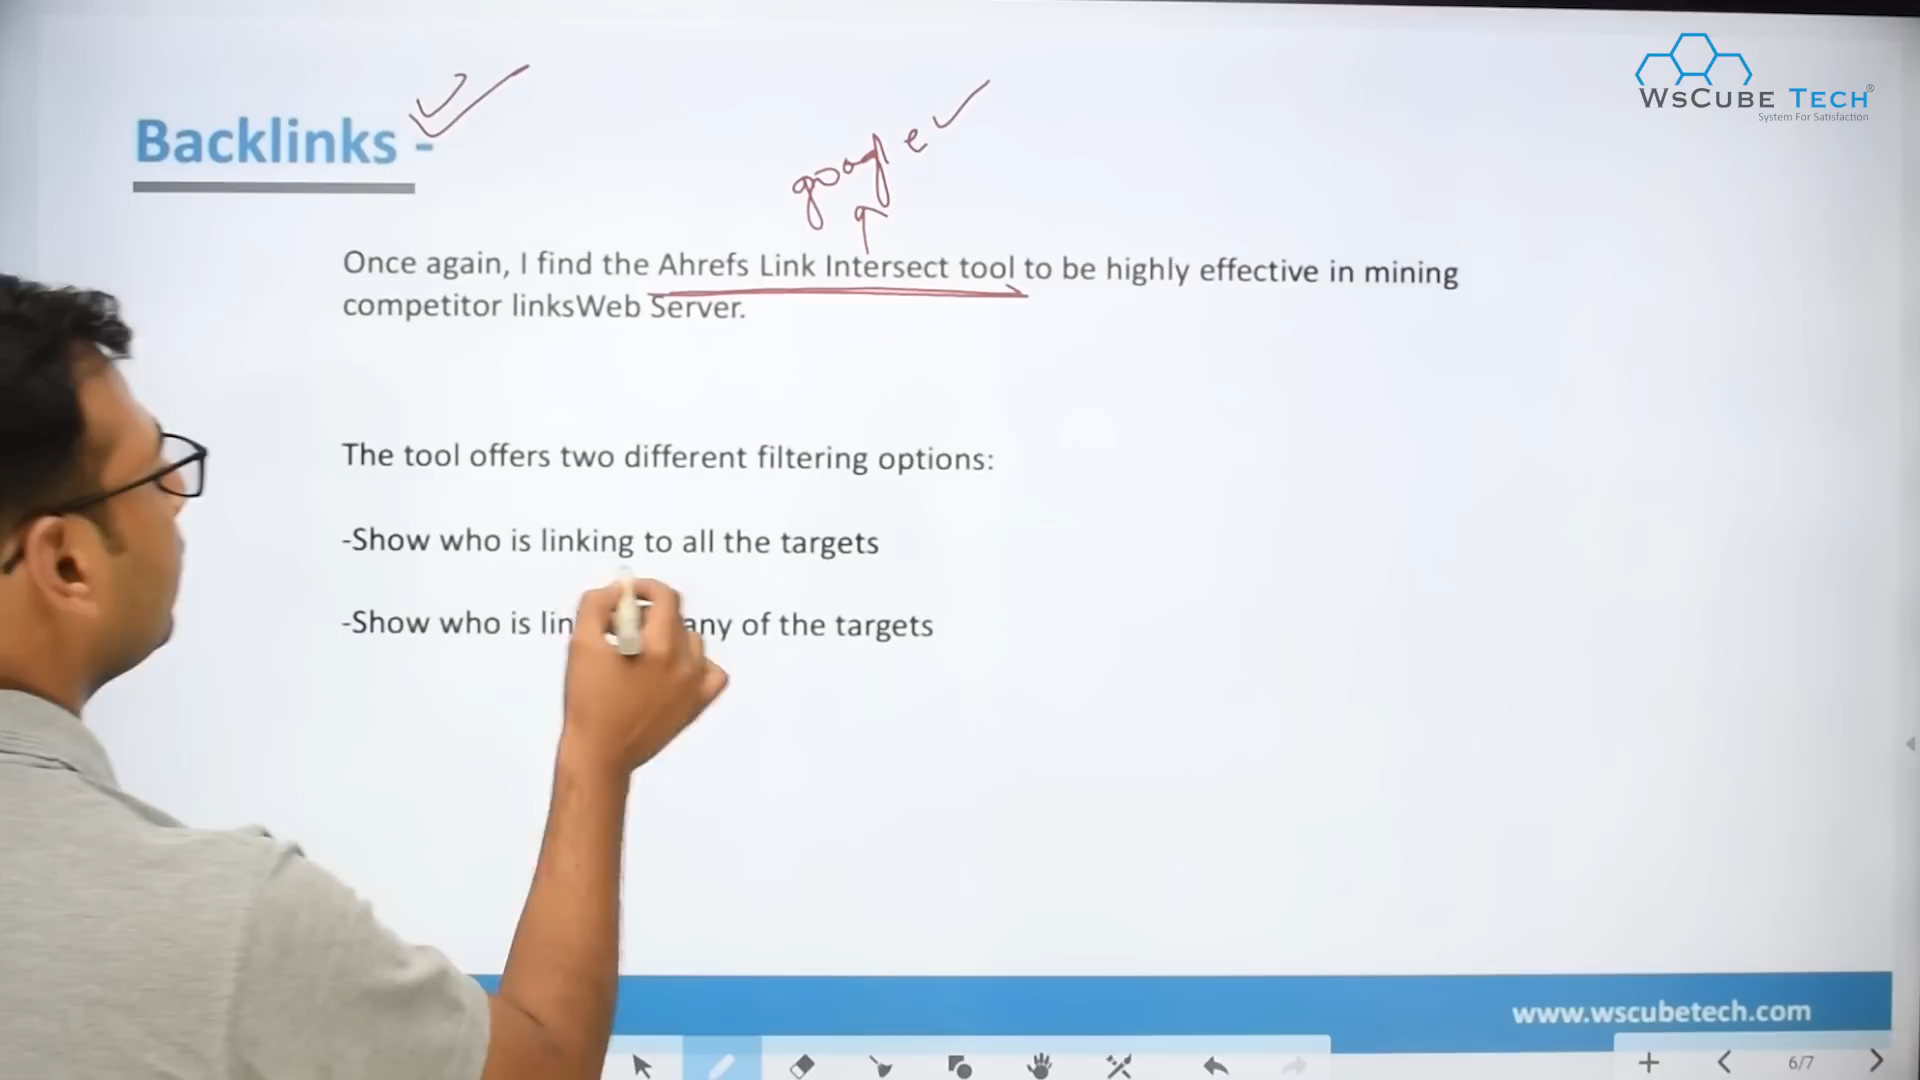 WSCUBE TECH®
System For Satisfaction
Backlinks -
google
Once again, I find the Ahrefs Link Intersect tool to be highly effective in mining
competitor linksWeb Server.
The tool offers two different filtering options:
-Show who is linking to all the targets
-Show who is lin any of the targets
www.wscubetech.com
6/7